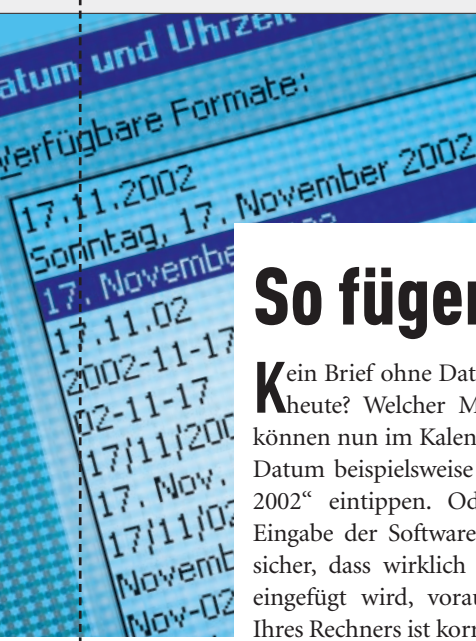 atum und Uhrzeit
Verfügbare Formate:
17.11.2002
Sonntag, 17. November 2002
17. Novembe
17.11.02
2002-11-17
02-11-17
17/11/200
17. Nov.
17/11/02
Novemb
Nov-02
So füger
Kein Brief ohne Dat
heute? Welcher M
können nun im Kalen
Datum beispielsweise
2002“ eintippen. Od
Eingabe der Software
sicher, dass wirklich
eingefügt wird, vorau
Ihres Rechners ist korr